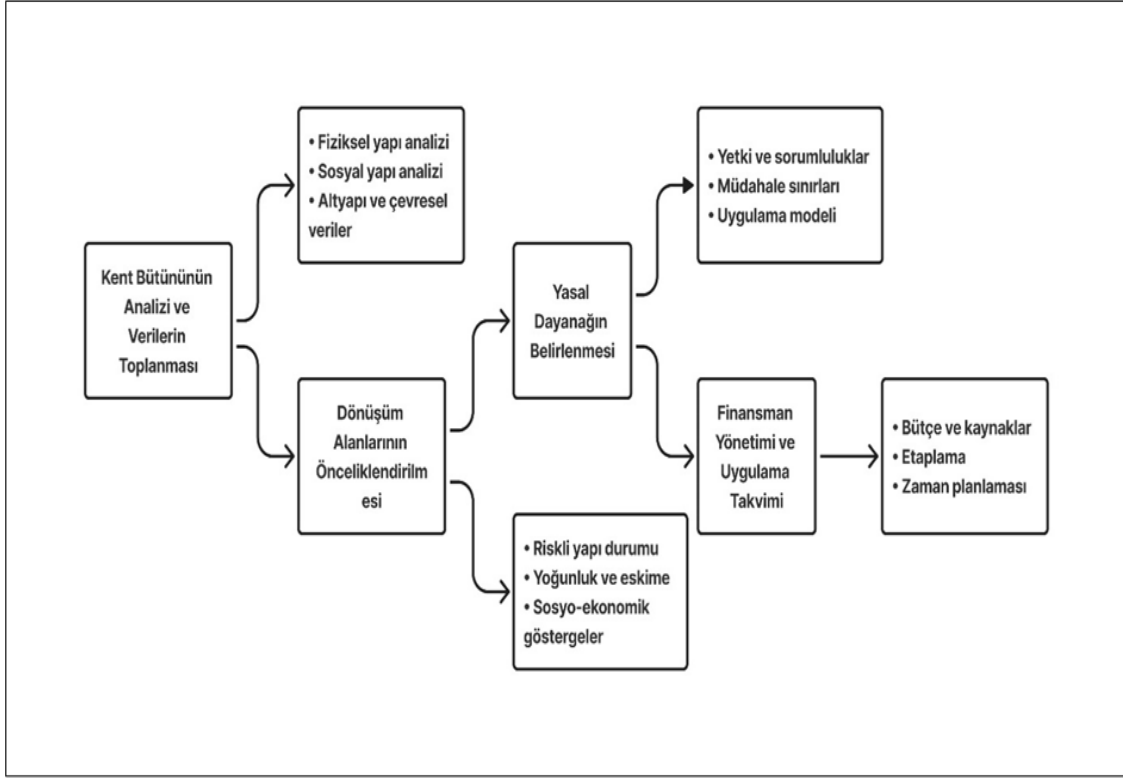 Kent Bütününün
Analizi ve
Verilerin
Toplanması
• Fiziksel yapı analizi
• Sosyal yapı analizi
• Altyapı ve çevresel
veriler
Dönüşüm
Alanlarının
Önceliklendirilm
esi
Yasal
Dayanağın
Belirlenmesi
• Riskli yapı durumu
• Yoğunluk ve eskime
• Sosyo-ekonomik
göstergeler
• Yetki ve sorumluluklar
• Müdahale sınırları
• Uygulama modeli
Finansman
Yönetimi ve
Uygulama
Takvimi
• Bütçe ve kaynaklar
• Etaplama
• Zaman planlaması